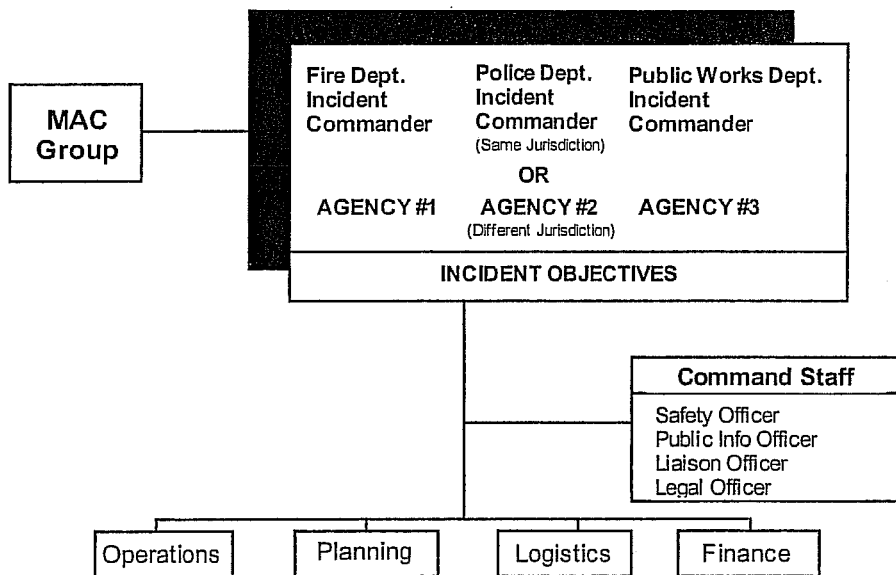 MAC
Group
Fire Dept.
Incident
Commander
Police Dept.
Incident
Commander
(Same Jurisdiction)
Public Works Dept.
Incident
Commander
OR
AGENCY #1
AGENCY #2
(Different Jurisdiction)
AGENCY #3
INCIDENT OBJECTIVES
Command Staff
Safety Officer
Public Info Officer
Liaison Officer
Legal Officer
Operations
Planning
Logistics
Finance